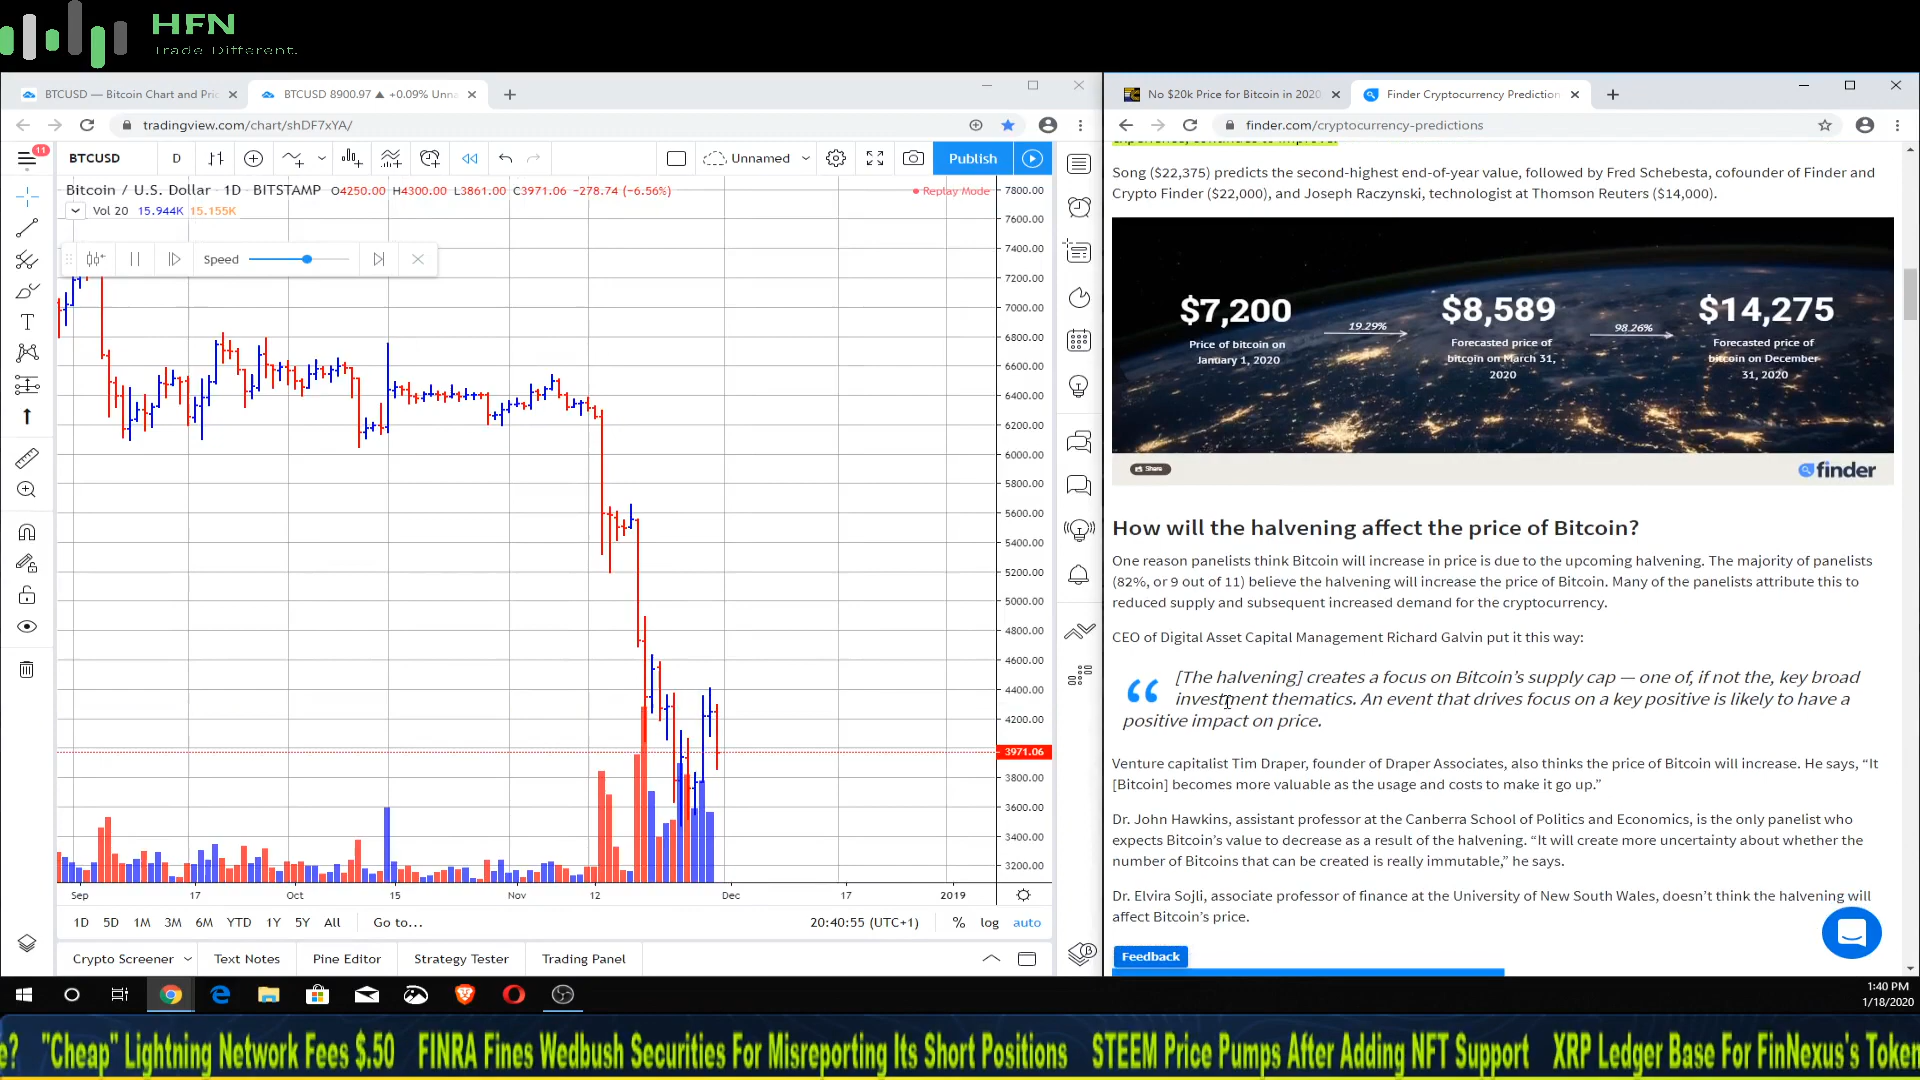 HFN
Trade Different.
BTCUSD — Bitcoin Chart and Pric
BTCUSD 8900.97 ▲ +0.09% Unna
tradingview.com/chart/shDF7xYA/
11
BTCUSD
D
Unnamed
Publish
Bitcoin / U.S. Dollar 1D BITSTAMP O4250.00 H4300.00 L3861.00 C3971.06 −278.74 (−6.56%)
Replay Mode
Vol 20 15.944K 15.155K
Speed
7800.00
7600.00
7400.00
7200.00
7000.00
6800.00
6600.00
6400.00
6200.00
6000.00
5800.00
5600.00
5400.00
5200.00
5000.00
4800.00
4600.00
4400.00
4200.00
3971.06
3800.00
3600.00
3400.00
3200.00
Sep 17 Oct 15 Nov 12 Dec 17 2019
1D 5D 1M 3M 6M YTD 1Y 5Y All Go to...
20:40:55 (UTC+1) % log auto
Crypto Screener Text Notes Pine Editor Strategy Tester Trading Panel
No $20k Price for Bitcoin in 2020
Finder Cryptocurrency Prediction
finder.com/cryptocurrency-predictions
experience, continues to improve.
Song ($22,375) predicts the second-highest end-of-year value, followed by Fred Schebesta, cofounder of Finder and
Crypto Finder ($22,000), and Joseph Raczynski, technologist at Thomson Reuters ($14,000).
$7,200
Price of bitcoin on
January 1, 2020
19.29%
$8,589
Forecasted price of
bitcoin on March 31,
2020
98.26%
$14,275
Forecasted price of
bitcoin on December
31, 2020
Share
finder
How will the halvening affect the price of Bitcoin?
One reason panelists think Bitcoin will increase in price is due to the upcoming halvening. The majority of panelists
(82%, or 9 out of 11) believe the halvening will increase the price of Bitcoin. Many of the panelists attribute this to
reduced supply and subsequent increased demand for the cryptocurrency.
CEO of Digital Asset Capital Management Richard Galvin put it this way:
“ [The halvening] creates a focus on Bitcoin’s supply cap — one of, if not the, key broad
investment thematics. An event that drives focus on a key positive is likely to have a
positive impact on price.
Venture capitalist Tim Draper, founder of Draper Associates, also thinks the price of Bitcoin will increase. He says, “It
[Bitcoin] becomes more valuable as the usage and costs to make it go up.”
Dr. John Hawkins, assistant professor at the Canberra School of Politics and Economics, is the only panelist who
expects Bitcoin’s value to decrease as a result of the halvening. “It will create more uncertainty about whether the
number of Bitcoins that can be created is really immutable,” he says.
Dr. Elvira Sojli, associate professor of finance at the University of New South Wales, doesn’t think the halvening will
affect Bitcoin’s price.
Feedback
1:40 PM
1/18/2020
e? "Cheap" Lightning Network Fees $.50 FINRA Fines Wedbush Securities For Misreporting Its Short Positions STEEM Price Pumps After Adding NFT Support XRP Ledger Base For FinNexus's Token